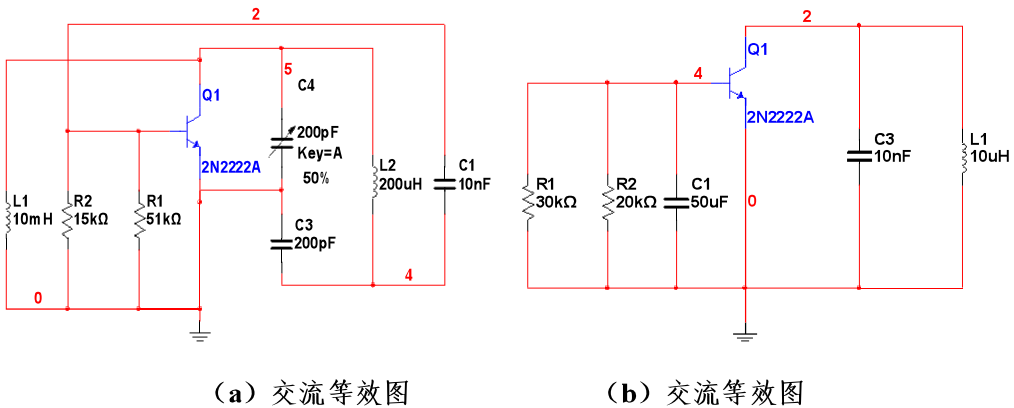 2
5
C4
Q1
200pF
Key=A
2N2222A
50%
L2
200uH
C1
10nF
L1
10mH
R2
15kΩ
R1
51kΩ
C3
200pF
4
0
(a) 交流等效图
2
Q1
4
2N2222A
C3
10nF
L1
10uH
R1
30kΩ
R2
20kΩ
C1
50uF
0
(b) 交流等效图